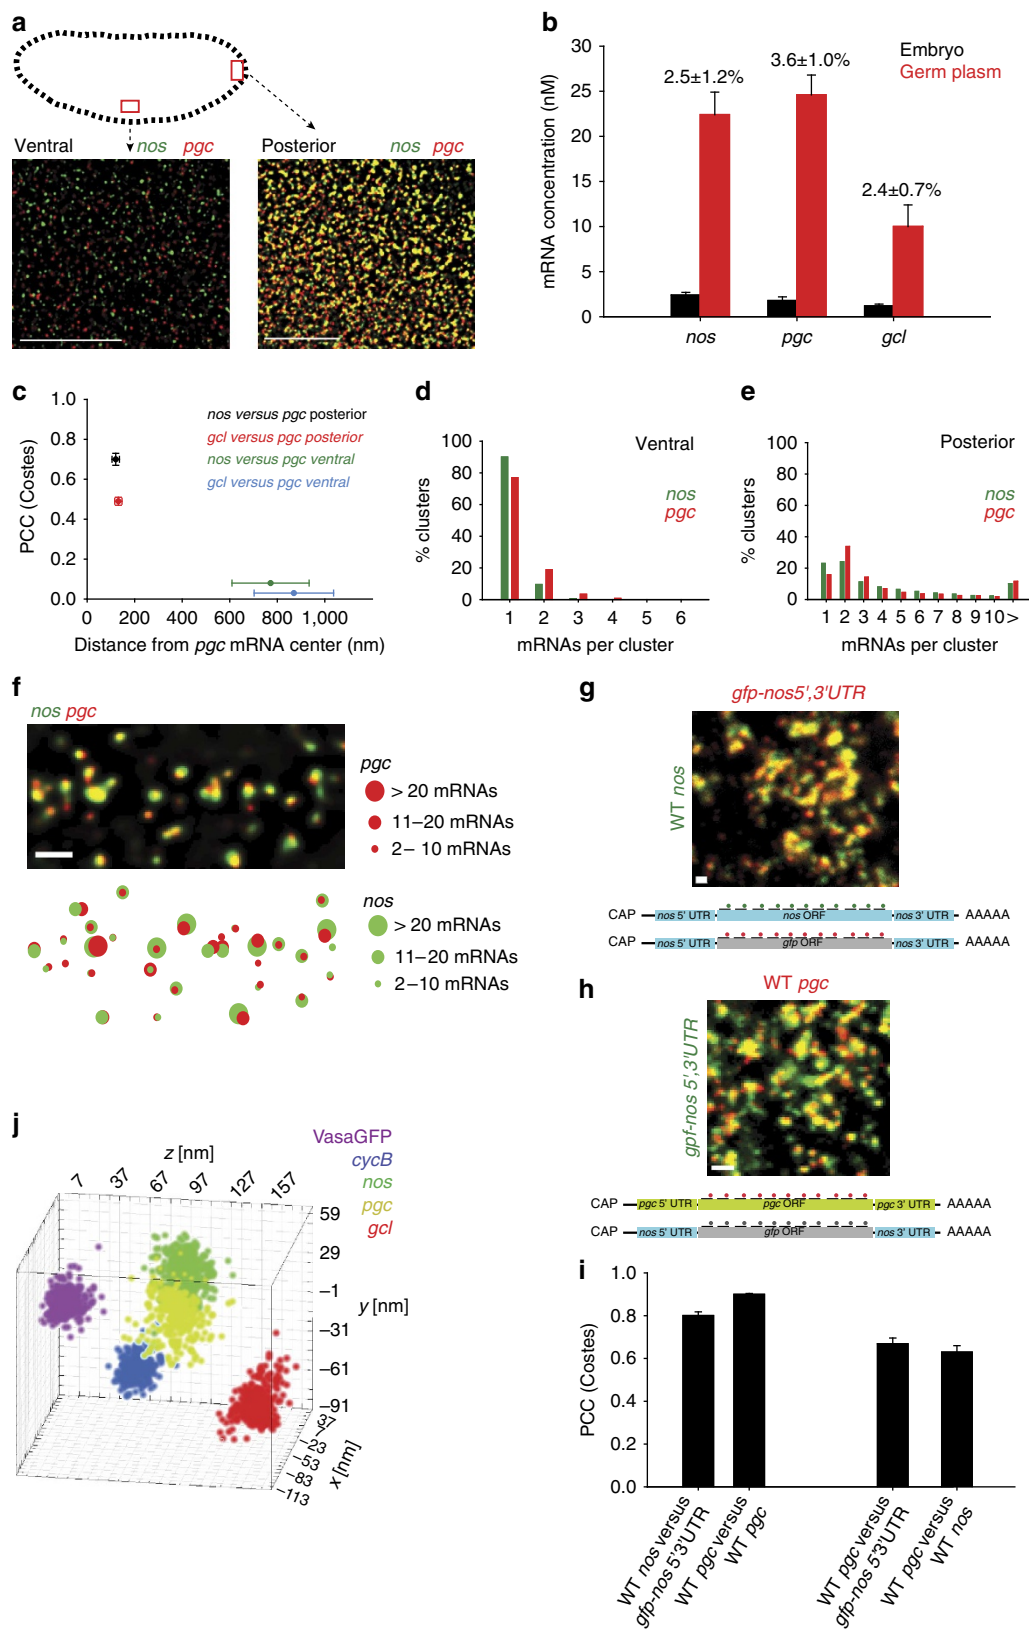 a
Ventral nos pgc
Posterior nos pgc
b
mRNA concentration (nM)
30
25
20
15
10
5
0
Embryo
Germ plasm
2.5±1.2%
3.6±1.0%
2.4±0.7%
nos pgc gcl
c
PCC (Costes)
1.0
0.8
0.6
0.4
0.2
0.0
nos versus pgc posterior
gcl versus pgc posterior
nos versus pgc ventral
gcl versus pgc ventral
0 200 400 600 800 1,000
Distance from pgc mRNA center (nm)
d
% clusters
100
80
60
40
20
0
Ventral
nos
pgc
1 2 3 4 5 6
mRNAs per cluster
e
% clusters
100
80
60
40
20
0
Posterior
nos
pgc
1 2 3 4 5 6 7 8 9 10 >
mRNAs per cluster
f
nos pgc
pgc
> 20 mRNAs
11–20 mRNAs
2– 10 mRNAs
nos
> 20 mRNAs
11–20 mRNAs
2–10 mRNAs
g
gfp-nos5',3'UTR
WT nos
CAP nos 5' UTR nos ORF nos 3' UTR AAAAA
CAP nos 5' UTR gfp ORF nos 3' UTR AAAAA
h
WT pgc
gpf-nos 5',3'UTR
CAP pgc 5' UTR pgc ORF pgc 3' UTR AAAAA
CAP nos 5' UTR gfp ORF nos 3' UTR AAAAA
j
VasaGFP
cycB
nos
pgc
gcl
z [nm]
7 37 67 97 127 157
59
29
–1
–31
–61
–91
y [nm]
37
7
–23
–53
–83
–113
x [nm]
i
PCC (Costes)
1.0
0.8
0.6
0.4
0.2
0.0
WT nos versus
gfp-nos 5'3'UTR
WT pgc versus
WT pgc
WT pgc versus
gfp-nos 5'3'UTR
WT pgc versus
WT nos